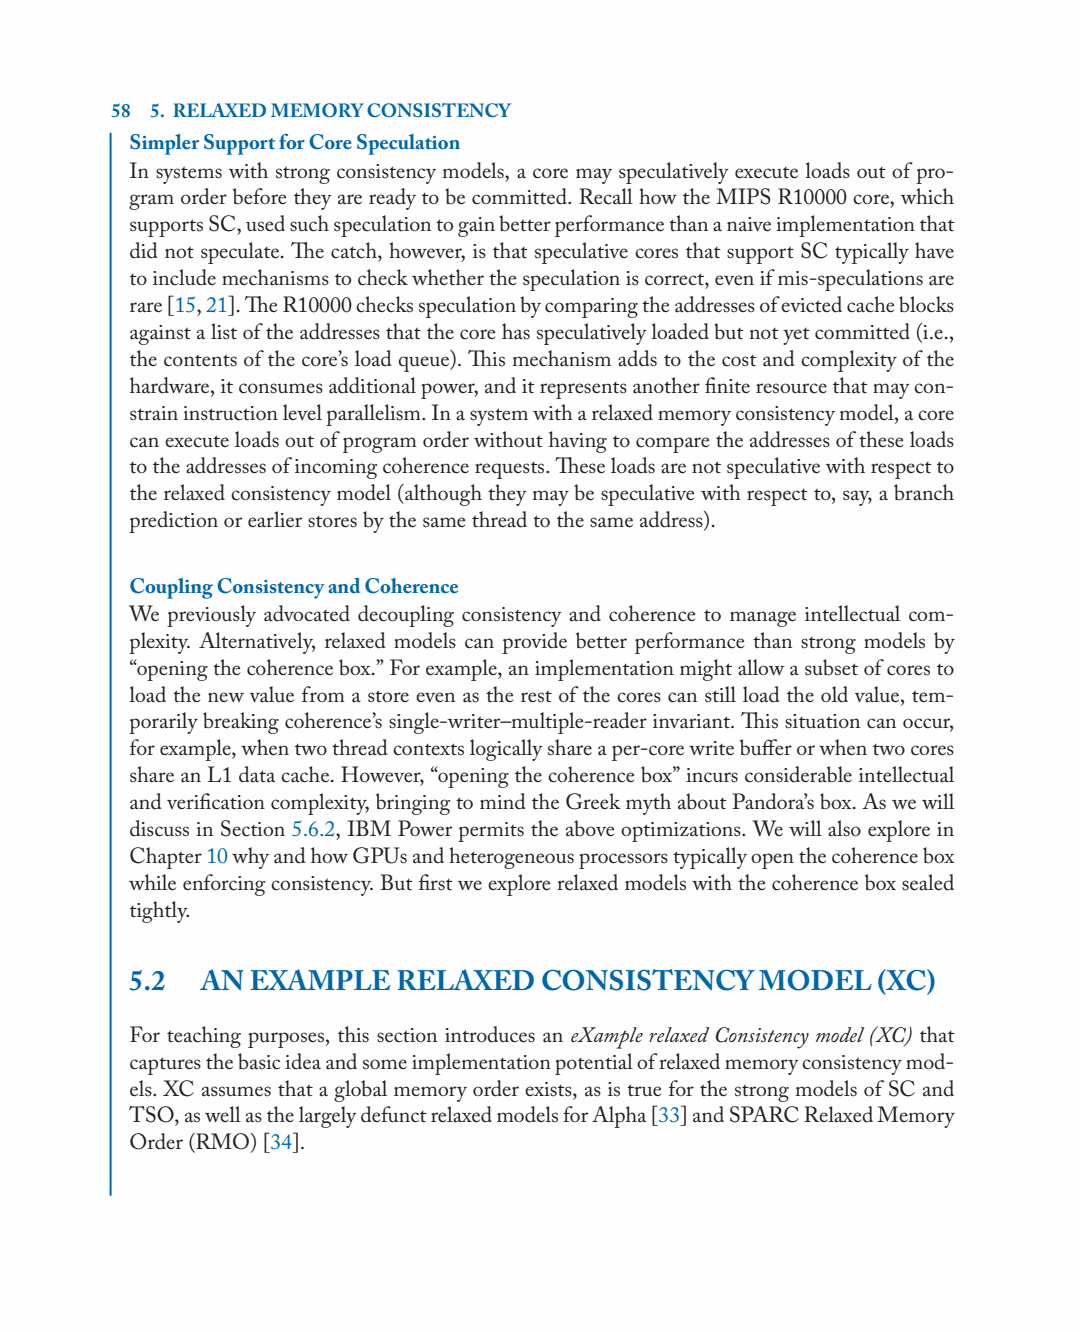 58 5. RELAXED MEMORY CONSISTENCY
Simpler Support for Core Speculation
In systems with strong consistency models, a core may speculatively execute loads out of pro-
gram order before they are ready to be committed. Recall how the MIPS R10000 core, which
supports SC, used such speculation to gain better performance than a naive implementation that
did not speculate. The catch, however, is that speculative cores that support SC typically have
to include mechanisms to check whether the speculation is correct, even if mis-speculations are
rare [15, 21]. The R10000 checks speculation by comparing the addresses of evicted cache blocks
against a list of the addresses that the core has speculatively loaded but not yet committed (i.e.,
the contents of the core’s load queue). This mechanism adds to the cost and complexity of the
hardware, it consumes additional power, and it represents another finite resource that may con-
strain instruction level parallelism. In a system with a relaxed memory consistency model, a core
can execute loads out of program order without having to compare the addresses of these loads
to the addresses of incoming coherence requests. These loads are not speculative with respect to
the relaxed consistency model (although they may be speculative with respect to, say, a branch
prediction or earlier stores by the same thread to the same address).
Coupling Consistency and Coherence
We previously advocated decoupling consistency and coherence to manage intellectual com-
plexity. Alternatively, relaxed models can provide better performance than strong models by
“opening the coherence box.” For example, an implementation might allow a subset of cores to
load the new value from a store even as the rest of the cores can still load the old value, tem-
porarily breaking coherence’s single-writer–multiple-reader invariant. This situation can occur,
for example, when two thread contexts logically share a per-core write buffer or when two cores
share an L1 data cache. However, “opening the coherence box” incurs considerable intellectual
and verification complexity, bringing to mind the Greek myth about Pandora’s box. As we will
discuss in Section 5.6.2, IBM Power permits the above optimizations. We will also explore in
Chapter 10 why and how GPUs and heterogeneous processors typically open the coherence box
while enforcing consistency. But first we explore relaxed models with the coherence box sealed
tightly.
5.2 AN EXAMPLE RELAXED CONSISTENCY MODEL (XC)
For teaching purposes, this section introduces an eXample relaxed Consistency model (XC) that
captures the basic idea and some implementation potential of relaxed memory consistency mod-
els. XC assumes that a global memory order exists, as is true for the strong models of SC and
TSO, as well as the largely defunct relaxed models for Alpha [33] and SPARC Relaxed Memory
Order (RMO) [34].